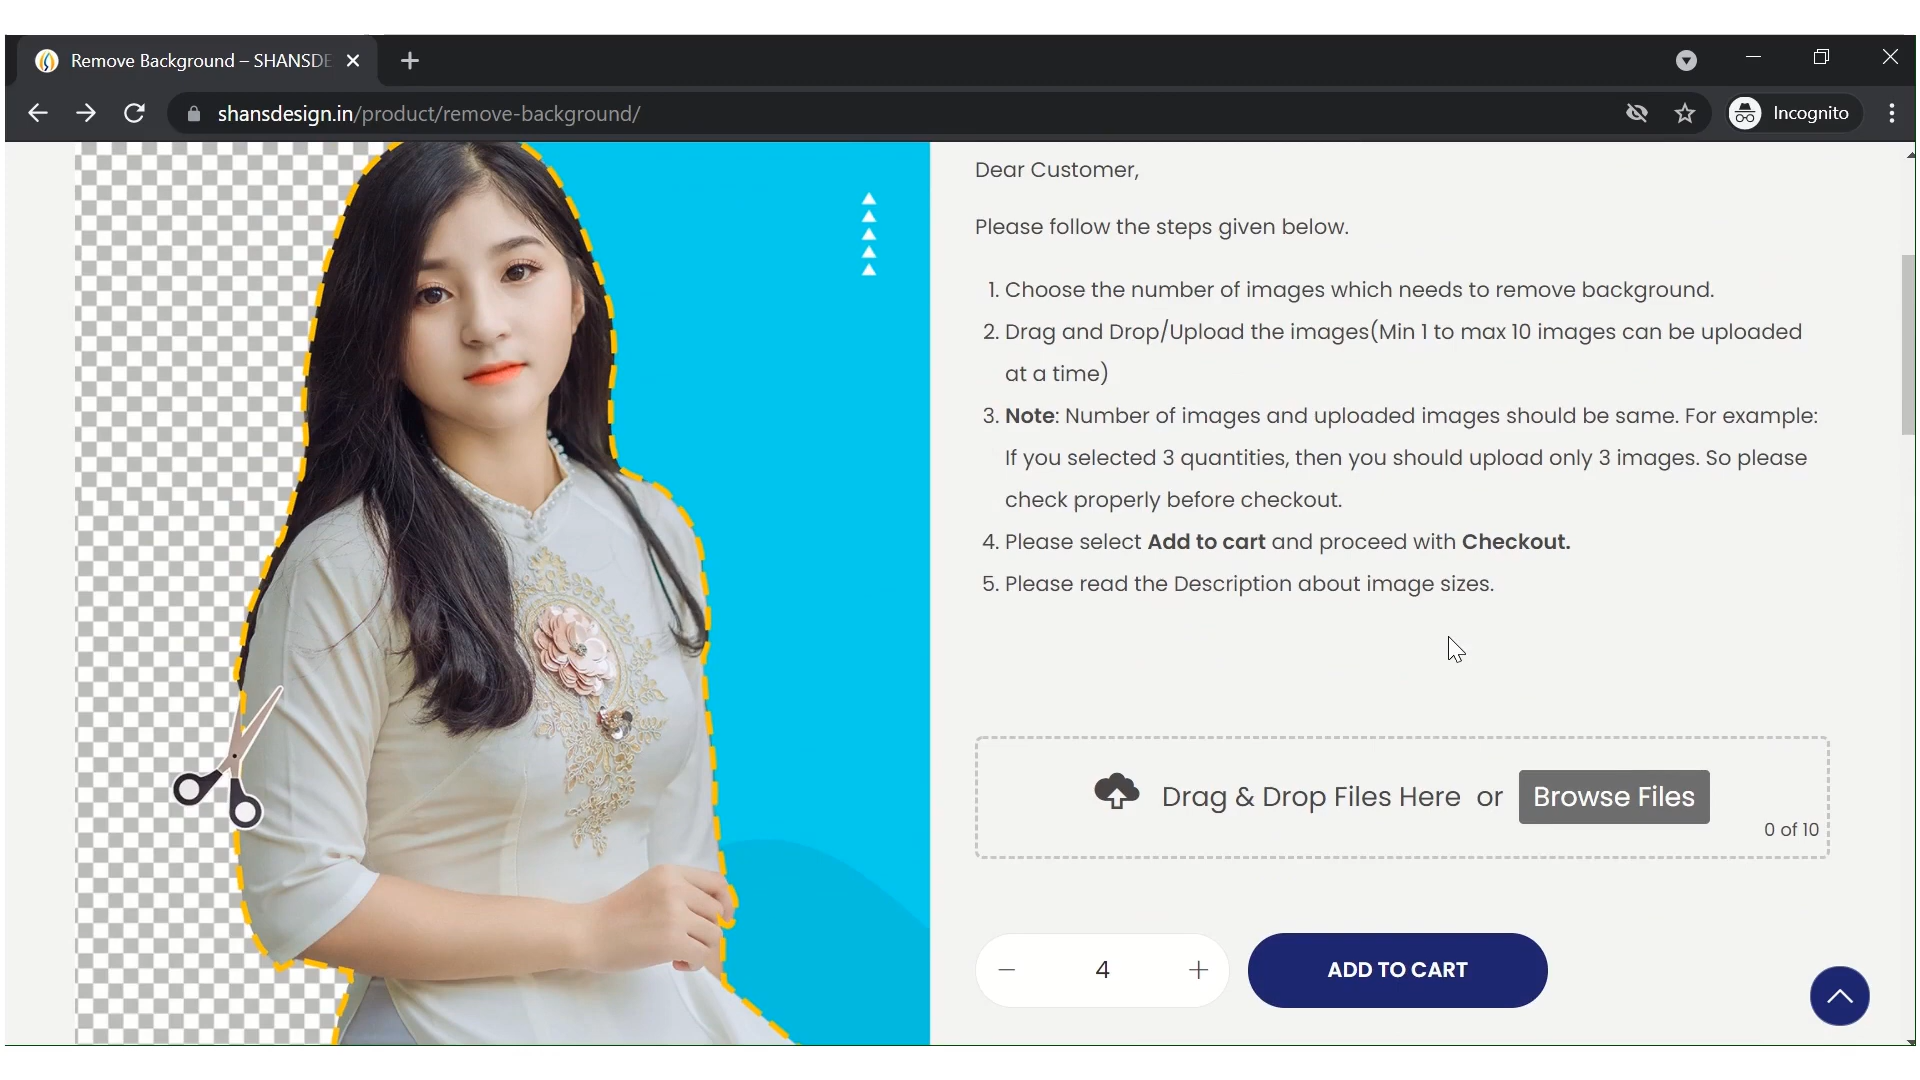 Remove Background – SHANSDE
shansdesign.in/product/remove-background/
Incognito
Dear Customer,
Please follow the steps given below.
1. Choose the number of images which needs to remove background.
2. Drag and Drop/Upload the images(Min 1 to max 10 images can be uploaded
at a time)
3. Note: Number of images and uploaded images should be same. For example:
If you selected 3 quantities, then you should upload only 3 images. So please
check properly before checkout.
4. Please select Add to cart and proceed with Checkout.
5. Please read the Description about image sizes.
Drag & Drop Files Here or Browse Files
0 of 10
4
ADD TO CART